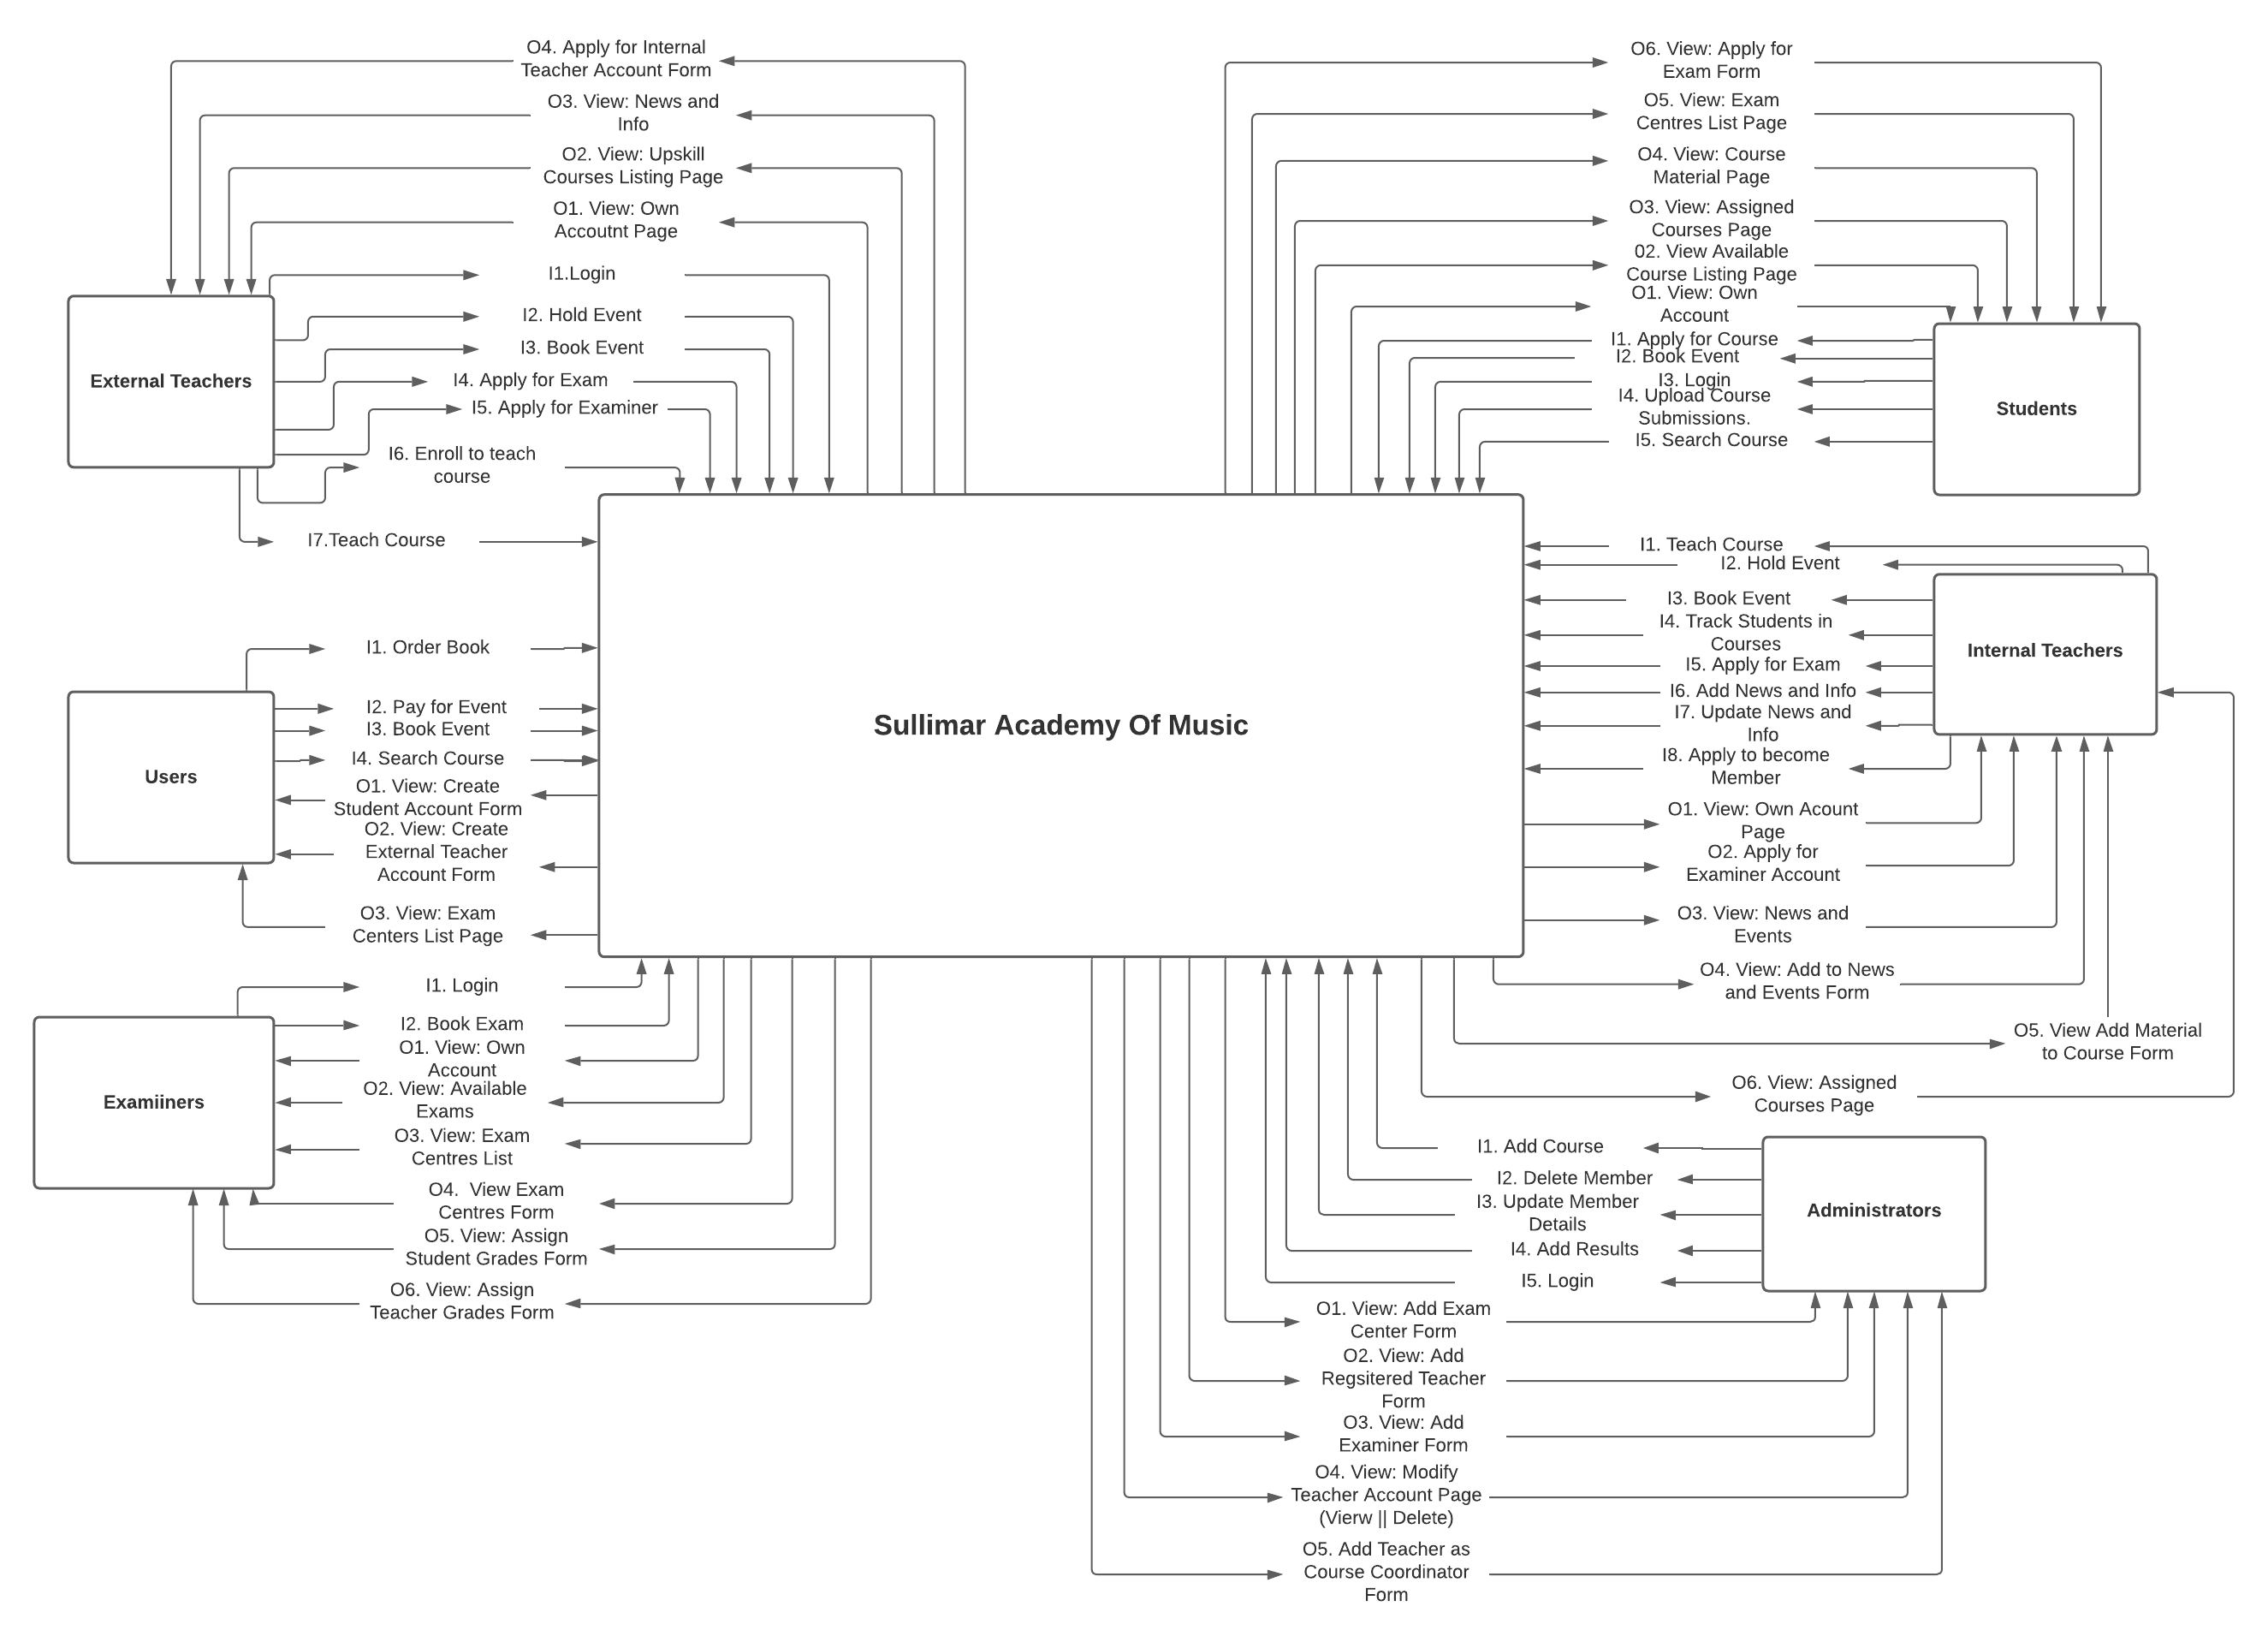 O4. Apply for Internal
Teacher Account Form
O3. View: News and
Info
O2. View: Upskill
Courses Listing Page
O1. View: Own
Accoutnt Page
I1.Login
I2. Hold Event
I3. Book Event
I4. Apply for Exam
I5. Apply for Examiner
I6. Enroll to teach
course
I7.Teach Course
External Teachers
O6. View: Apply for
Exam Form
O5. View: Exam
Centres List Page
O4. View: Course
Material Page
O3. View: Assigned
Courses Page
02. View Available
Course Listing Page
O1. View: Own
Account
I1. Apply for Course
I2. Book Event
I3. Login
I4. Upload Course
Submissions.
I5. Search Course
Students
I1. Teach Course
I2. Hold Event
I3. Book Event
I4. Track Students in
Courses
I5. Apply for Exam
I6. Add News and Info
I7. Update News and
Info
I8. Apply to become
Member
Internal Teachers
O1. View: Own Acount
Page
O2. Apply for
Examiner Account
O3. View: News and
Events
O4. View: Add to News
and Events Form
O5. View Add Material
to Course Form
O6. View: Assigned
Courses Page
Sullimar Academy Of Music
I1. Order Book
I2. Pay for Event
I3. Book Event
I4. Search Course
O1. View: Create
Student Account Form
O2. View: Create
External Teacher
Account Form
O3. View: Exam
Centers List Page
Users
I1. Login
I2. Book Exam
O1. View: Own
Account
O2. View: Available
Exams
O3. View: Exam
Centres List
O4.  View Exam
Centres Form
O5. View: Assign
Student Grades Form
O6. View: Assign
Teacher Grades Form
Examiiners
I1. Add Course
I2. Delete Member
I3. Update Member
Details
I4. Add Results
I5. Login
Administrators
O1. View: Add Exam
Center Form
O2. View: Add
Regsitered Teacher
Form
O3. View: Add
Examiner Form
O4. View: Modify
Teacher Account Page
(Vierw || Delete)
O5. Add Teacher as
Course Coordinator
Form